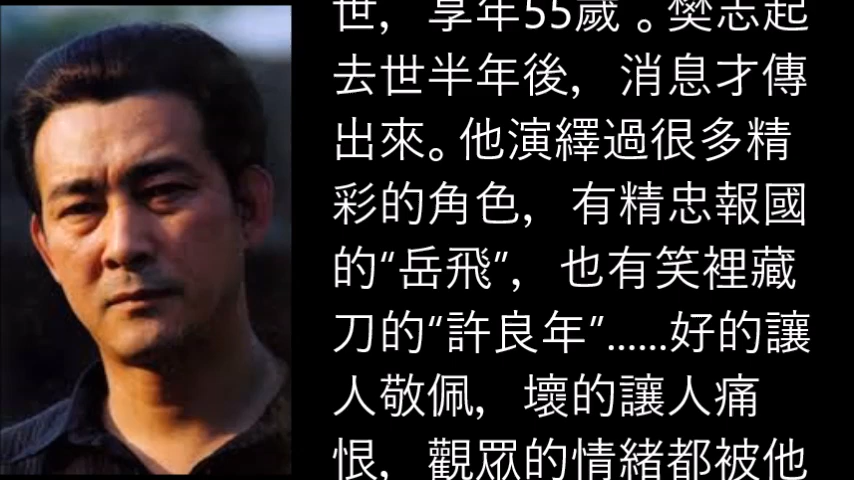 世， 享年55歲 。樊志起
去世半年後， 消息才傳
出來。他演繹過很多精
彩的角色， 有精忠報國
的“岳飛”， 也有笑裡藏
刀的“許良年”......好的讓
人敬佩， 壞的讓人痛
恨， 觀眾的情緒都被他